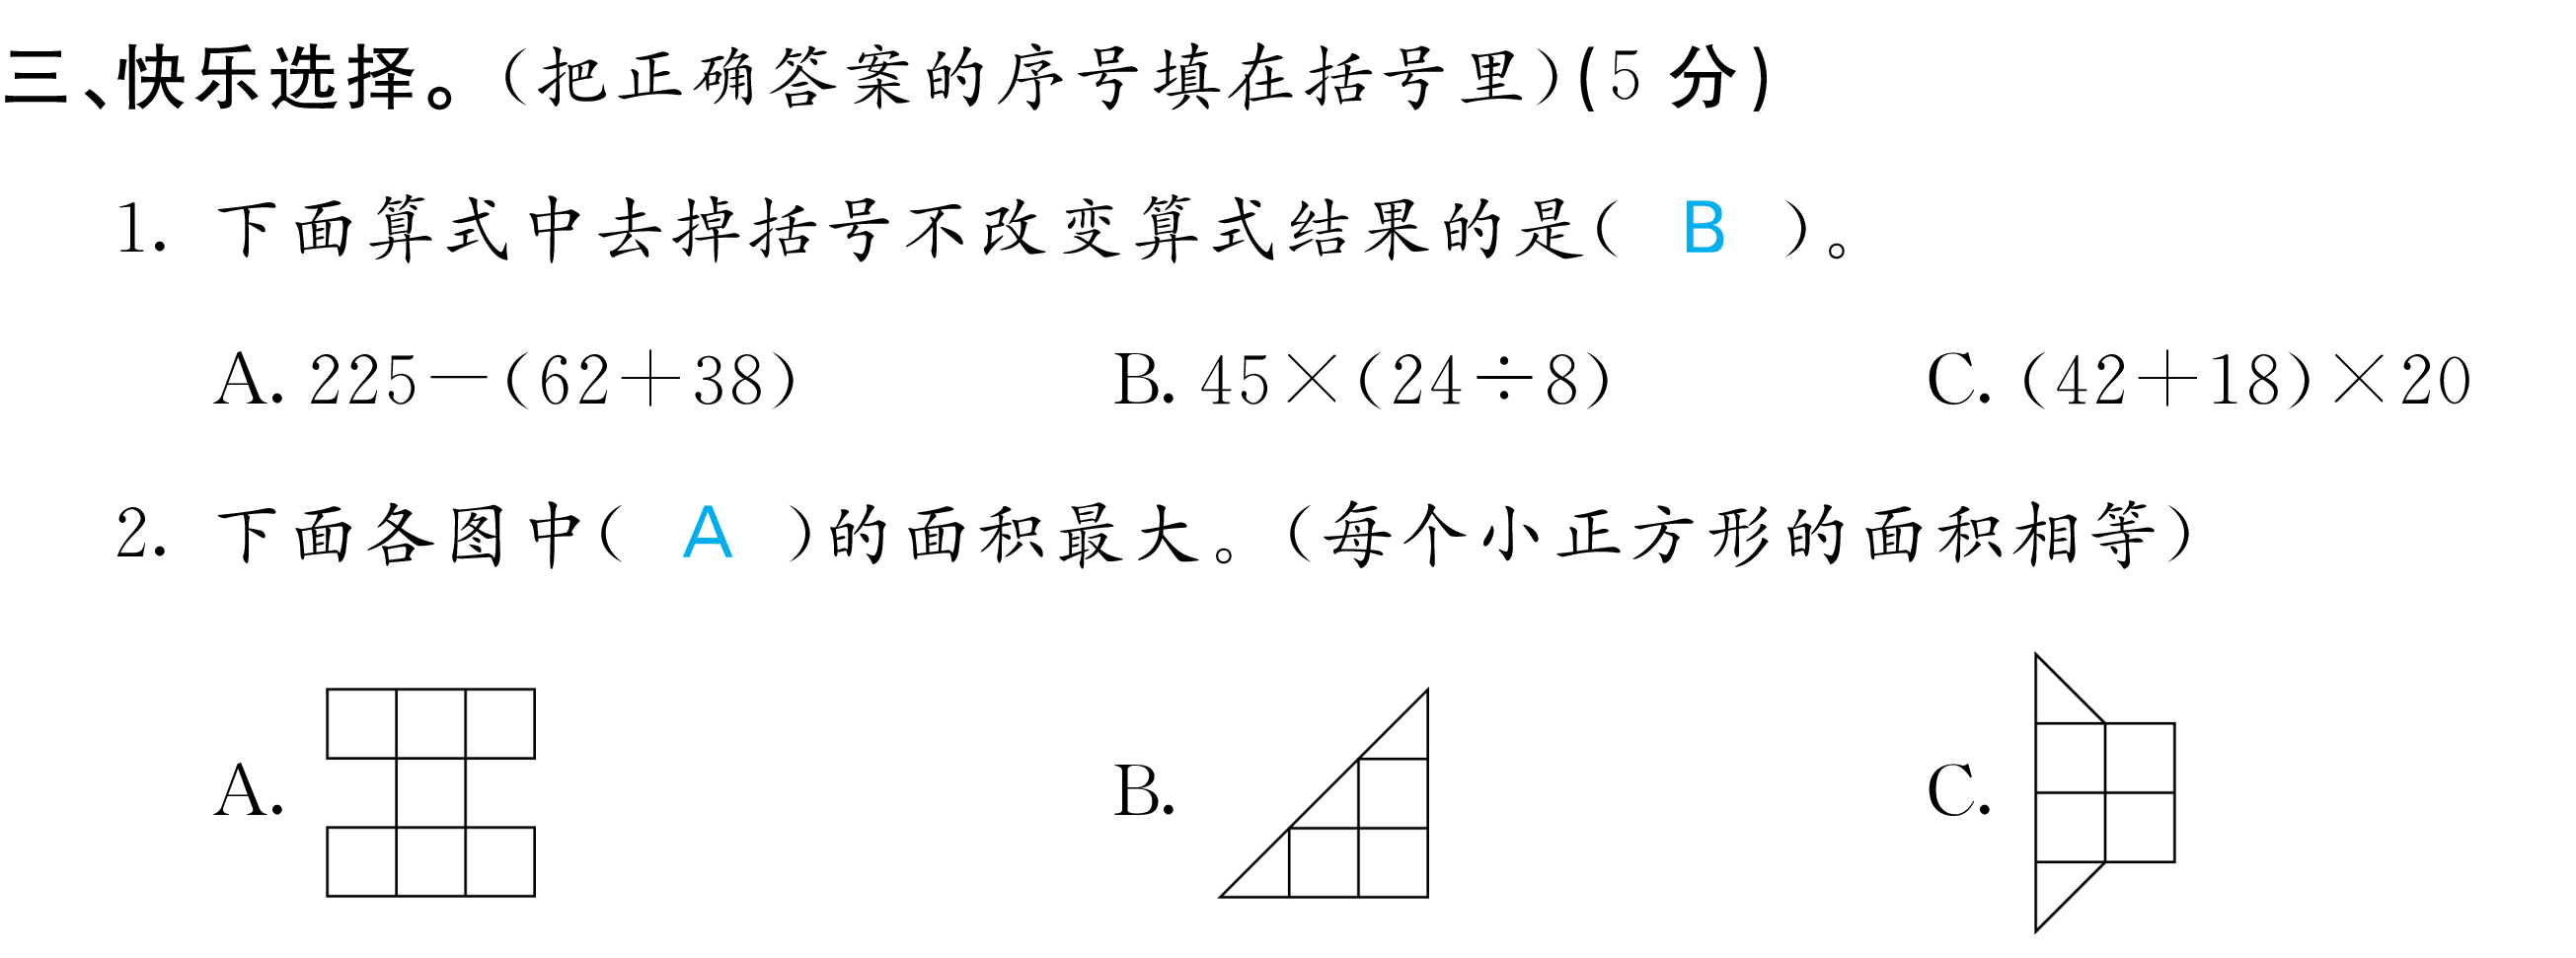 三、快乐选择。(把正确答案的序号填在括号里)(5 分)
1. 下面算式中去掉括号不改变算式结果的是( B )。
A. 225－(62＋38) B. 45×(24÷8) C. (42＋18)×20
2. 下面各图中( A )的面积最大。(每个小正方形的面积相等)
A. B. C.